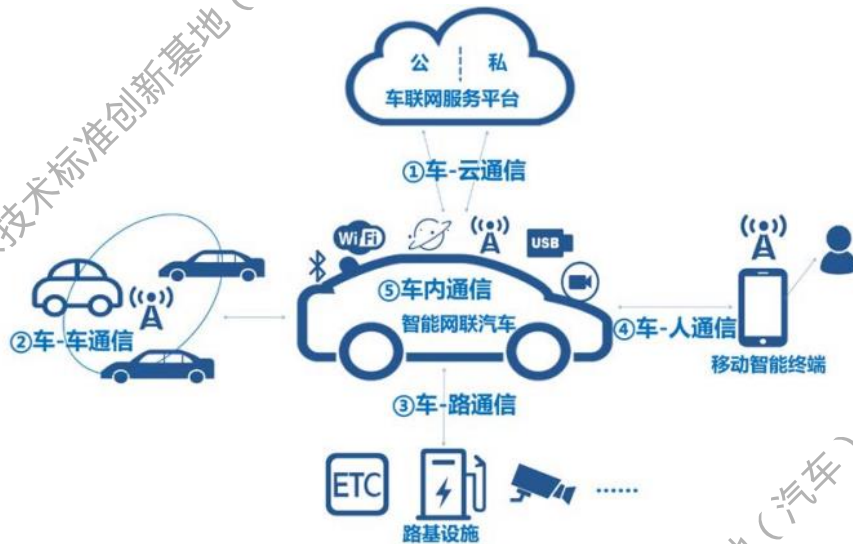 技术标准创新基地（
公 私
车联网服务平台
①车-云通信
WiFi
USB
⑤车内通信
智能网联汽车
②车-车通信
④车-人通信
移动智能终端
③车-路通信
ETC
......
路基设施
（汽车）